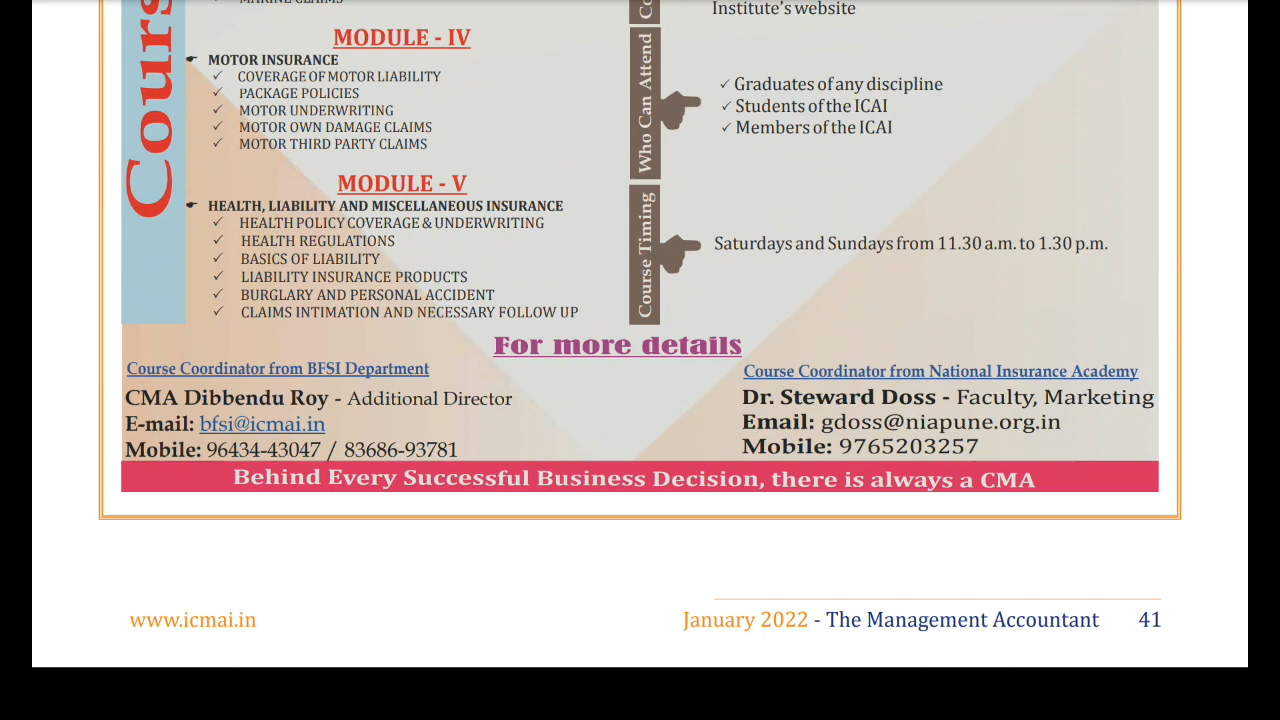 MARINE CLAIMS
MODULE - IV
MOTOR INSURANCE
COVERAGE OF MOTOR LIABILITY
PACKAGE POLICIES
MOTOR UNDERWRITING
MOTOR OWN DAMAGE CLAIMS
MOTOR THIRD PARTY CLAIMS
MODULE - V
HEALTH, LIABILITY AND MISCELLANEOUS INSURANCE
HEALTH POLICY COVERAGE & UNDERWRITING
HEALTH REGULATIONS
BASICS OF LIABILITY
LIABILITY INSURANCE PRODUCTS
BURGLARY AND PERSONAL ACCIDENT
CLAIMS INTIMATION AND NECESSARY FOLLOW UP
Cours
Co
Institute's website
Who Can Attend
Graduates of any discipline
Students of the ICAI
Members of the ICAI
Course Timing
Saturdays and Sundays from 11.30 a.m. to 1.30 p.m.
For more details
Course Coordinator from BFSI Department
CMA Dibbendu Roy - Additional Director
E-mail: bfsi@icmai.in
Mobile: 96434-43047 / 83686-93781
Course Coordinator from National Insurance Academy
Dr. Steward Doss - Faculty, Marketing
Email: gdoss@niapune.org.in
Mobile: 9765203257
Behind Every Successful Business Decision, there is always a CMA
www.icmai.in
January 2022 - The Management Accountant 41